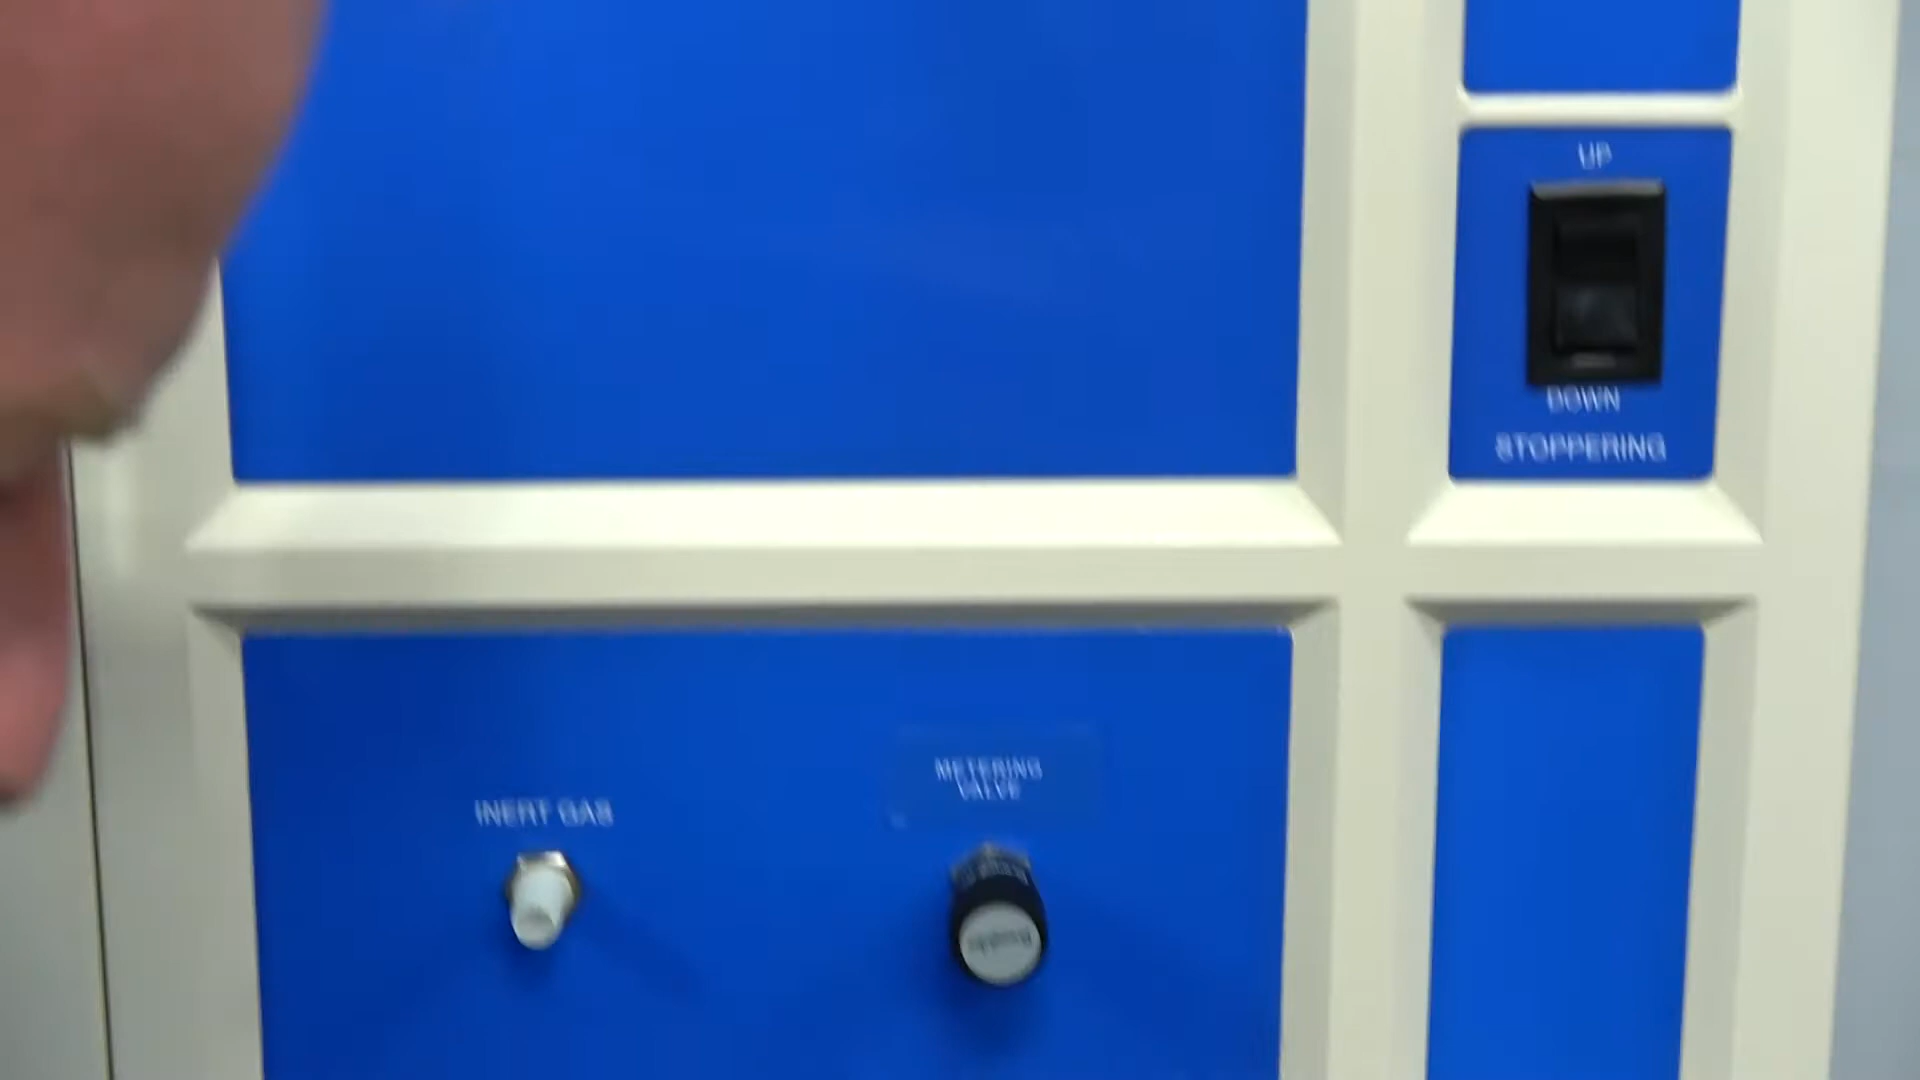 UP
DOWN
STOPPERING
METERING
VALVE
INERT GAS